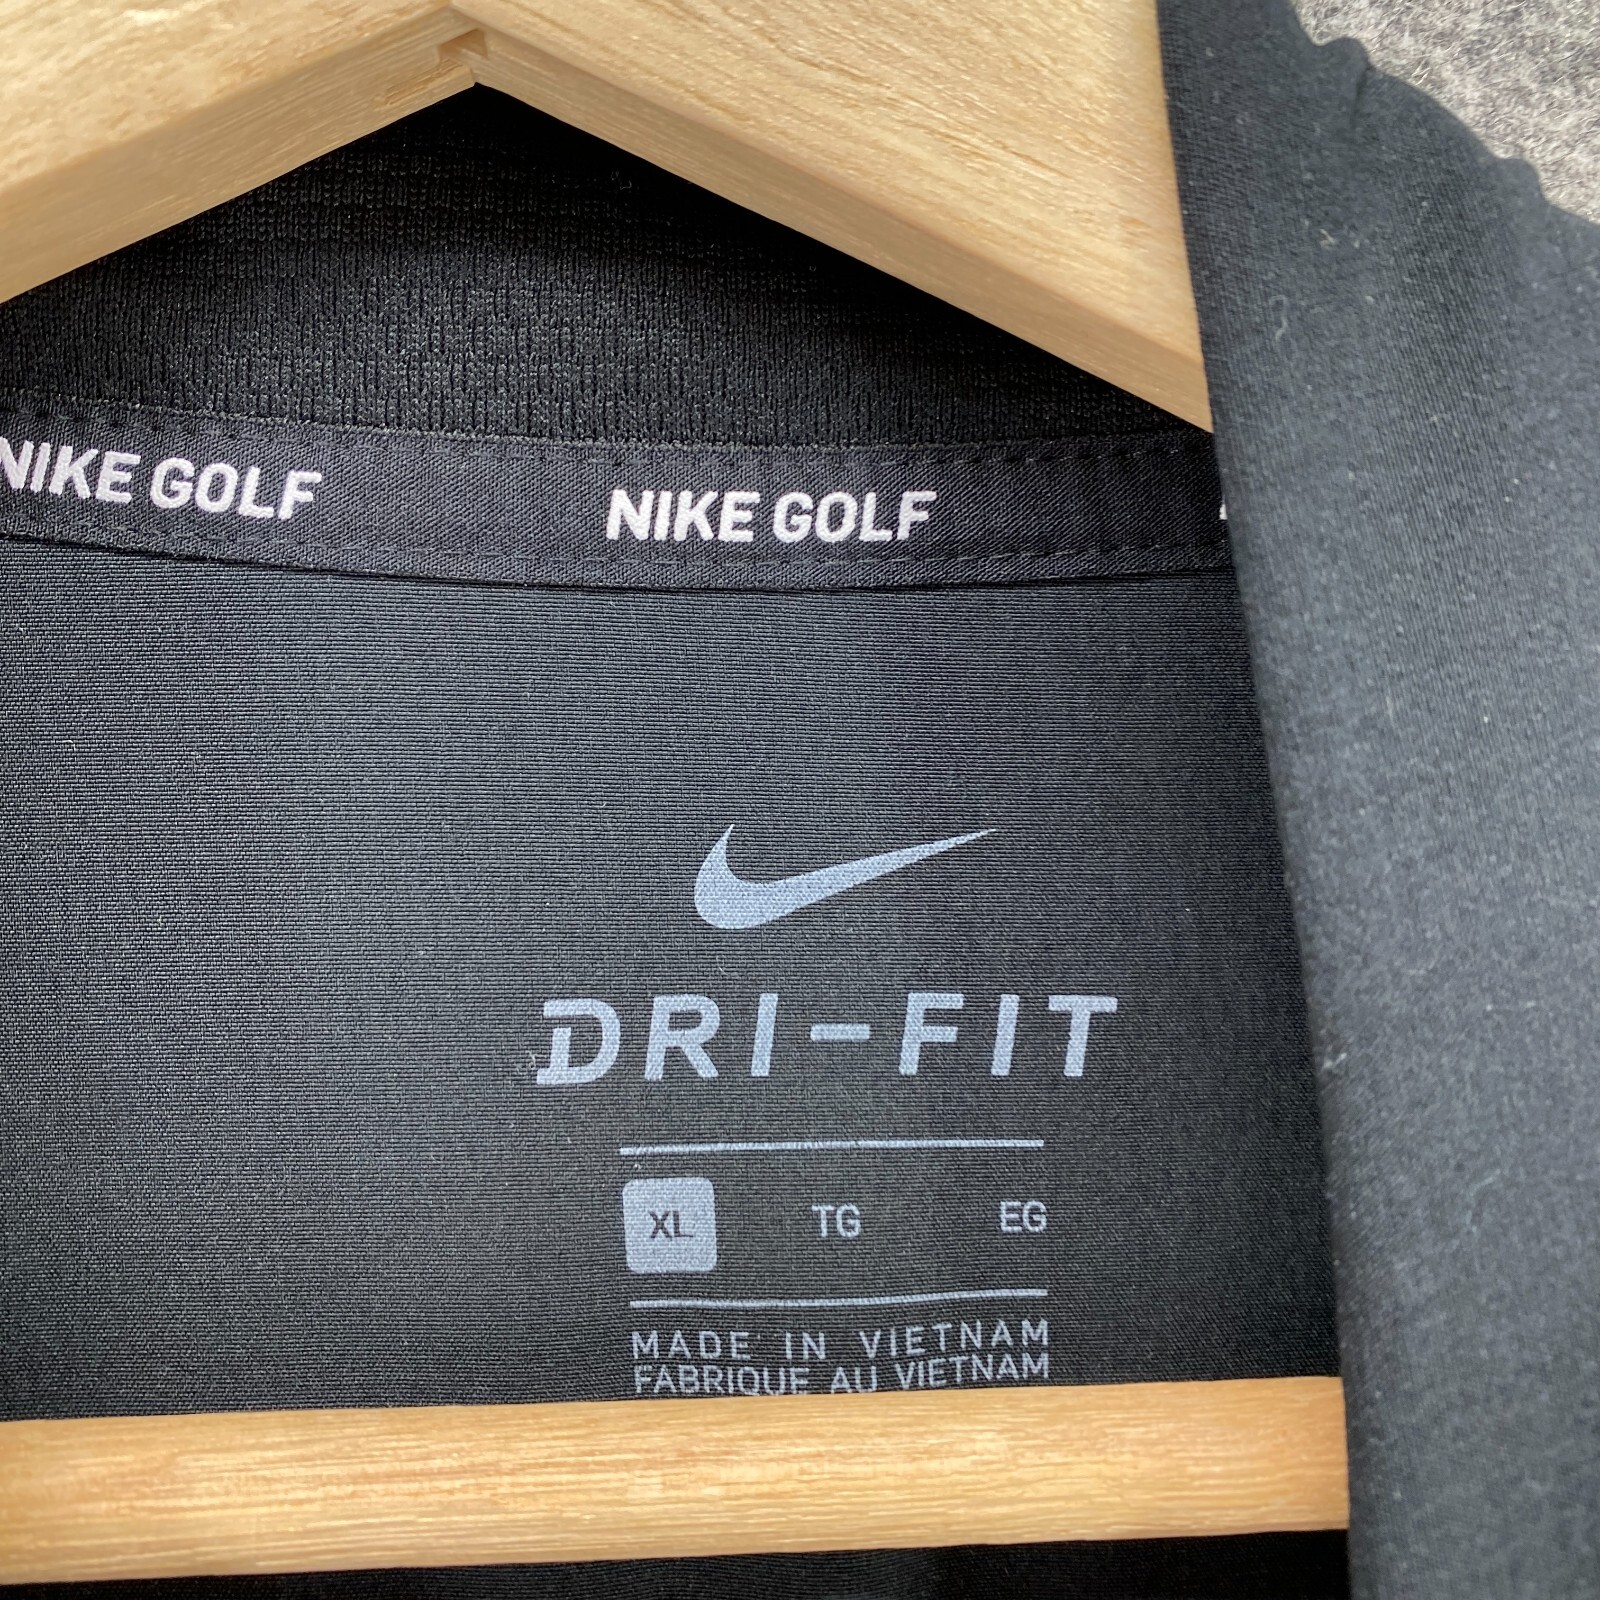 NIKE GOLF NIKE GOLF
DRI-FIT
XL TG EG
MADE IN VIETNAM
FABRIQUE AU VIETNAM